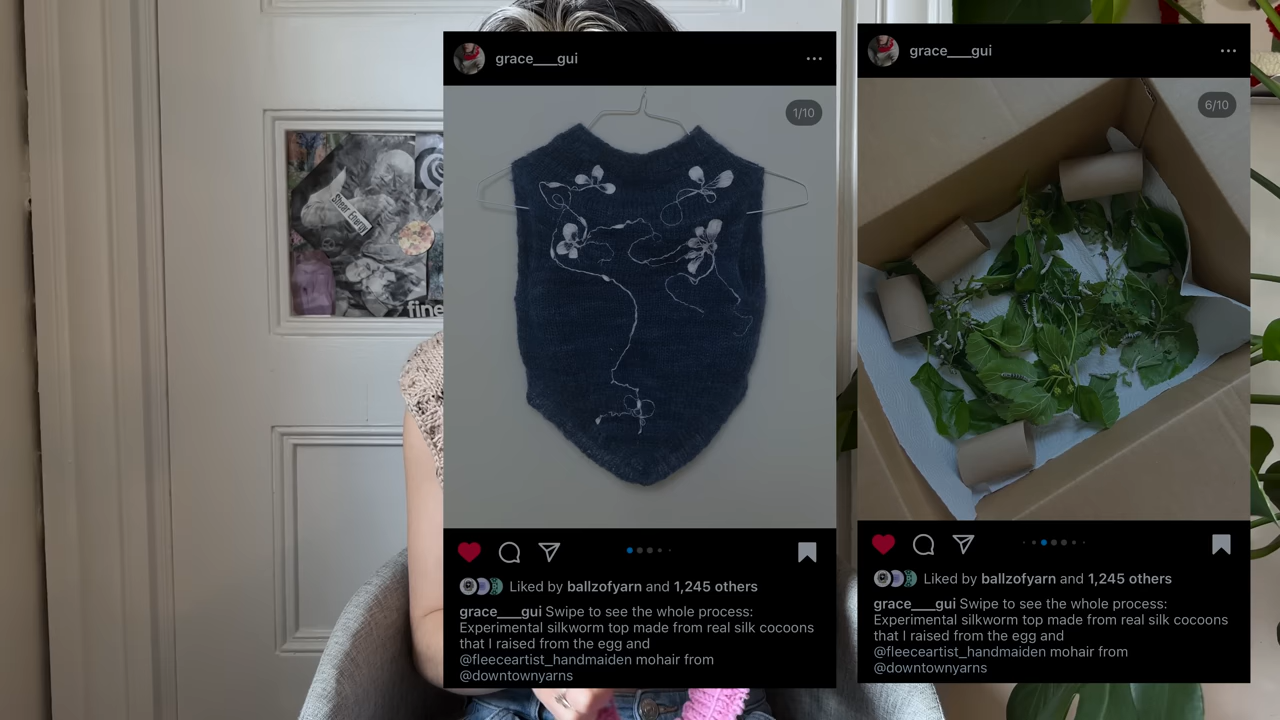 grace___gui
1/10
Liked by ballzofyarn and 1,245 others
grace___gui Swipe to see the whole process:
Experimental silkworm top made from real silk cocoons
that I raised from the egg and
@fleeceartist_handmaiden mohair from
@downtownyarns
grace___gui
6/10
Liked by ballzofyarn and 1,245 others
grace___gui Swipe to see the whole process:
Experimental silkworm top made from real silk cocoons
that I raised from the egg and
@fleeceartist_handmaiden mohair from
@downtownyarns
Shear Energy
fine